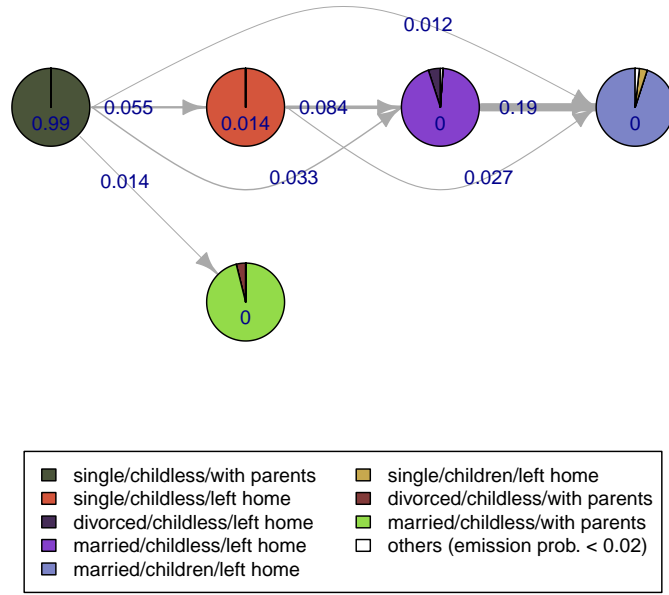 0.012
0.99
0.055
0.014
0.084
0
0.19
0
0.014
0.033
0.027
0
single/childless/with parents
single/childless/left home
divorced/childless/left home
married/childless/left home
married/children/left home
single/children/left home
divorced/childless/with parents
married/childless/with parents
others (emission prob. < 0.02)